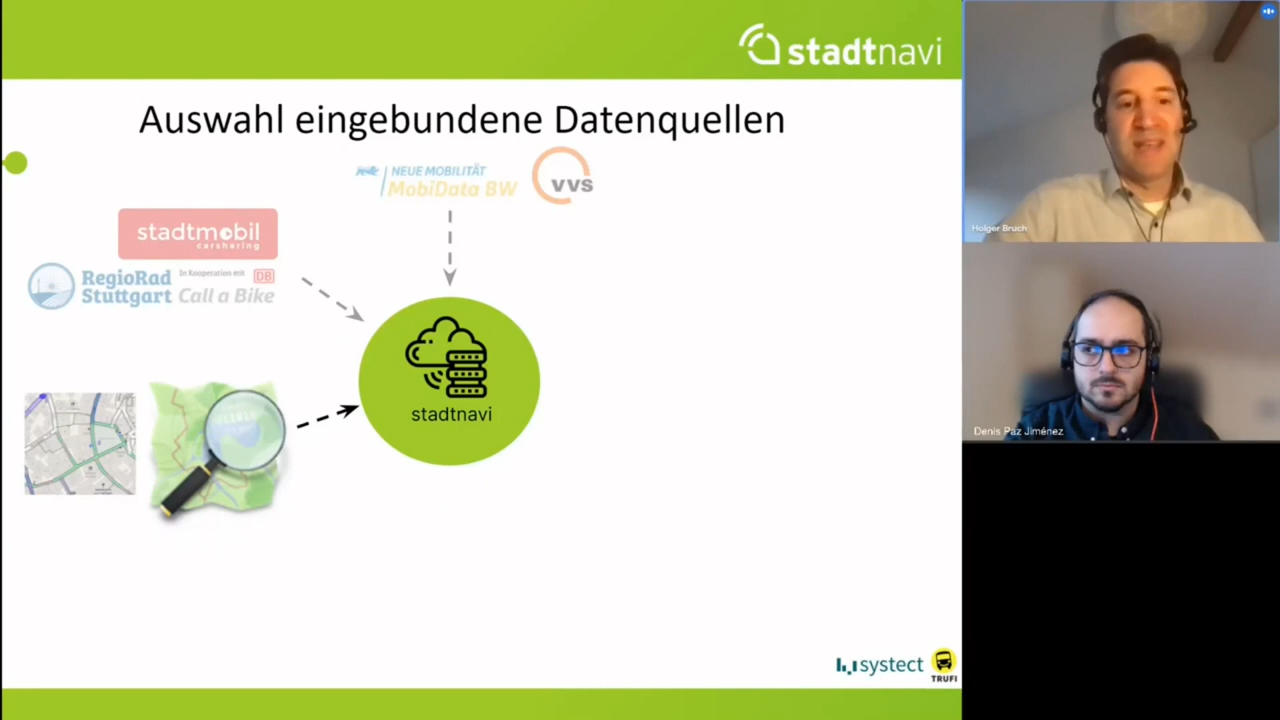 stadtnavi
Auswahl eingebundene Datenquellen
NEUE MOBILITÄT
MobiData BW
vvs
stadtmobil
carsharing
RegioRad
Stuttgart
In Kooperation mit DB
Call a Bike
stadtnavi
systect
TRUFI
Holger Bruch
Denis Paz Jiménez